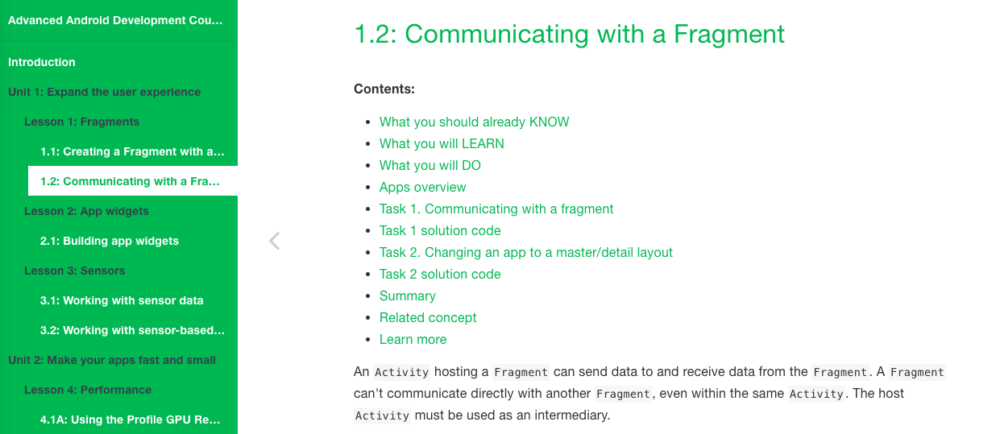 Advanced Android Development Cou...
Introduction
Unit 1: Expand the user experience
Lesson 1: Fragments
1.1: Creating a Fragment with a...
1.2: Communicating with a Fra...
Lesson 2: App widgets
2.1: Building app widgets
Lesson 3: Sensors
3.1: Working with sensor data
3.2: Working with sensor-based...
Unit 2: Make your apps fast and small
Lesson 4: Performance
4.1A: Using the Profile GPU Re...
1.2: Communicating with a Fragment
Contents:
What you should already KNOW
What you will LEARN
What you will DO
Apps overview
Task 1. Communicating with a fragment
Task 1 solution code
Task 2. Changing an app to a master/detail layout
Task 2 solution code
Summary
Related concept
Learn more
An Activity hosting a Fragment can send data to and receive data from the Fragment. A Fragment
can't communicate directly with another Fragment, even within the same Activity. The host
Activity must be used as an intermediary.